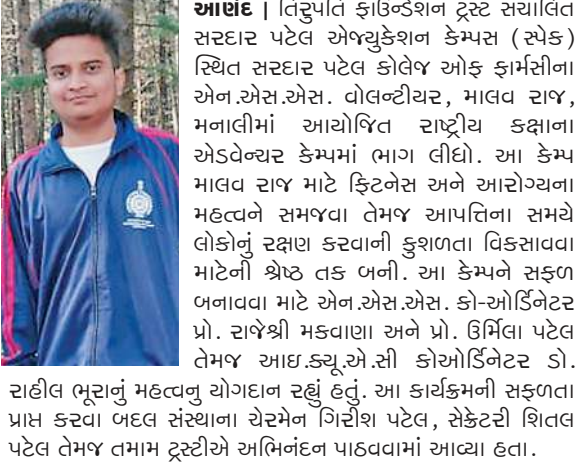 આણંદ | તિરુપતિ ફાઉન્ડેશન ટ્રસ્ટ સંચાલિત
સરદાર પટેલ એજ્યુકેશન કેમ્પસ (સ્પેક)
સ્થિત સરદાર પટેલ કોલેજ ઓફ ફાર્મસીના
એન.એસ.એસ. વોલન્ટીયર, માલવ રાજ,
મનાલીમાં આયોજિત રાષ્ટ્રીય કક્ષાના
એડવેન્ચર કેમ્પમાં ભાગ લીધો. આ કેમ્પ
માલવ રાજ માટે ફિટનેસ અને આરોગ્યના
મહત્વને સમજવા તેમજ આપત્તિના સમયે
લોકોનું રક્ષણ કરવાની કુશળતા વિકસાવવા
માટેની શ્રેષ્ઠ તક બની. આ કેમ્પને સફળ
બનાવવા માટે એન.એસ.એસ. કો-ઓર્ડિનેટર
પ્રો. રાજેશ્રી મકવાણા અને પ્રો. ઉર્મિલા પટેલ
તેમજ આઇ.ક્યૂ.એ.સી કોઓર્ડિનેટર ડો.
રાહીલ ભૂરાનું મહત્વનુ યોગદાન રહ્યું હતું. આ કાર્યક્રમની સફળતા
પ્રાપ્ત કરવા બદલ સંસ્થાના ચેરમેન ગિરીશ પટેલ, સેક્રેટરી શિતલ
પટેલ તેમજ તમામ ટ્રસ્ટીએ અભિનંદન પાઠવવામાં આવ્યા હતા.